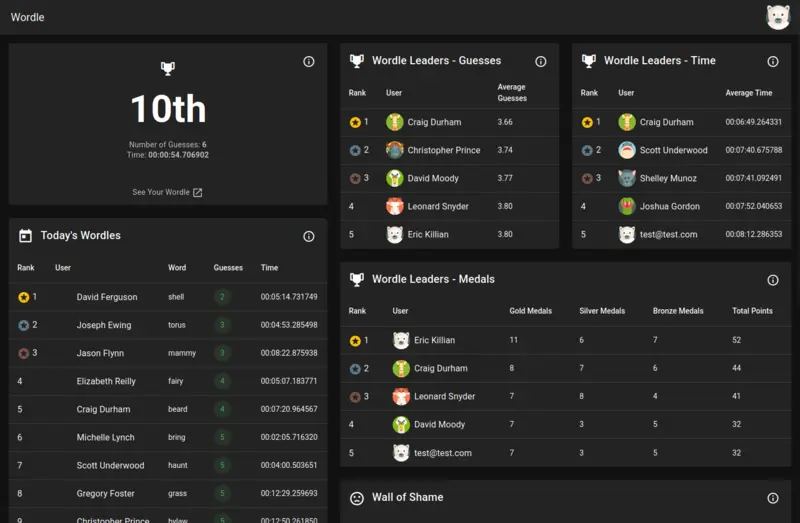 Wordle
10th
Number of Guesses: 6
Time: 00:00:54.706902
See Your Wordle
Today's Wordles
Rank User Word Guesses Time
1 David Ferguson shell 2 00:05:14.731749
2 Joseph Ewing torus 3 00:04:53.285498
3 Jason Flynn mammy 3 00:08:22.875938
4 Elizabeth Reilly fairy 4 00:05:07.183771
5 Craig Durham beard 4 00:07:20.964567
6 Michelle Lynch bring 5 00:02:05.716320
7 Scott Underwood haunt 5 00:04:00.503651
8 Gregory Foster grass 5 00:12:29.259693
9 Christopher Prince bylaw 5 00:12:50.261850
Wordle Leaders - Guesses
Rank User Average
Guesses
1 Craig Durham 3.66
2 Christopher Prince 3.74
3 David Moody 3.77
4 Leonard Snyder 3.80
5 Eric Killian 3.80
Wordle Leaders - Time
Rank User Average Time
1 Craig Durham 00:06:49.264331
2 Scott Underwood 00:07:40.675788
3 Shelley Munoz 00:07:41.092491
4 Joshua Gordon 00:07:52.040653
5 test@test.com 00:08:12.286353
Wordle Leaders - Medals
Rank User Gold Medals Silver Medals Bronze Medals Total Points
1 Eric Killian 11 6 7 52
2 Craig Durham 8 7 6 44
3 Leonard Snyder 7 8 4 41
4 David Moody 7 3 5 32
5 test@test.com 7 3 5 32
Wall of Shame